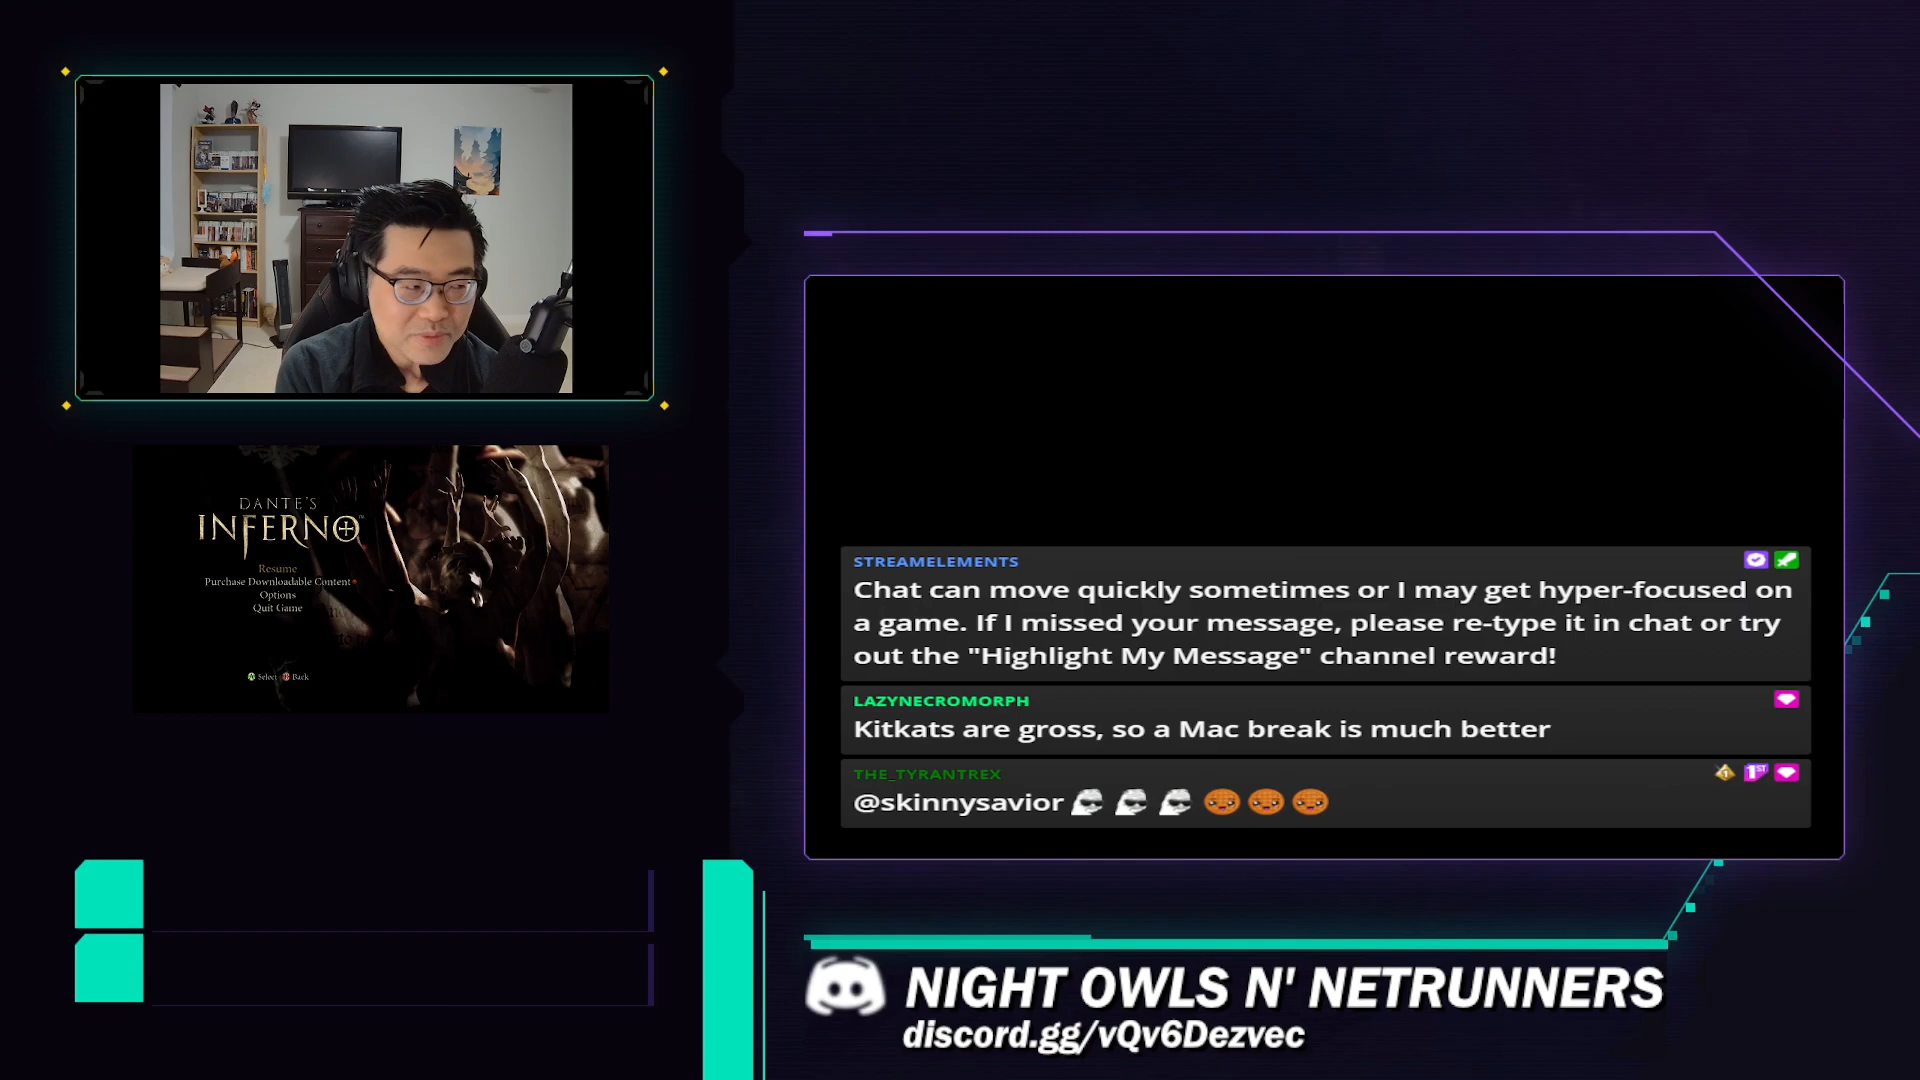 DANTE'S
INFERNO
Resume
Purchase Downloadable Content
Options
Quit Game
A Select B Back
STREAMELEMENTS
Chat can move quickly sometimes or I may get hyper-focused on
a game. If I missed your message, please re-type it in chat or try
out the "Highlight My Message" channel reward!
LAZYNECROMORPH
Kitkats are gross, so a Mac break is much better
THE_TYRANTREX
1 1ST
@skinnysavior
NIGHT OWLS N' NETRUNNERS
discord.gg/vQv6Dezvec